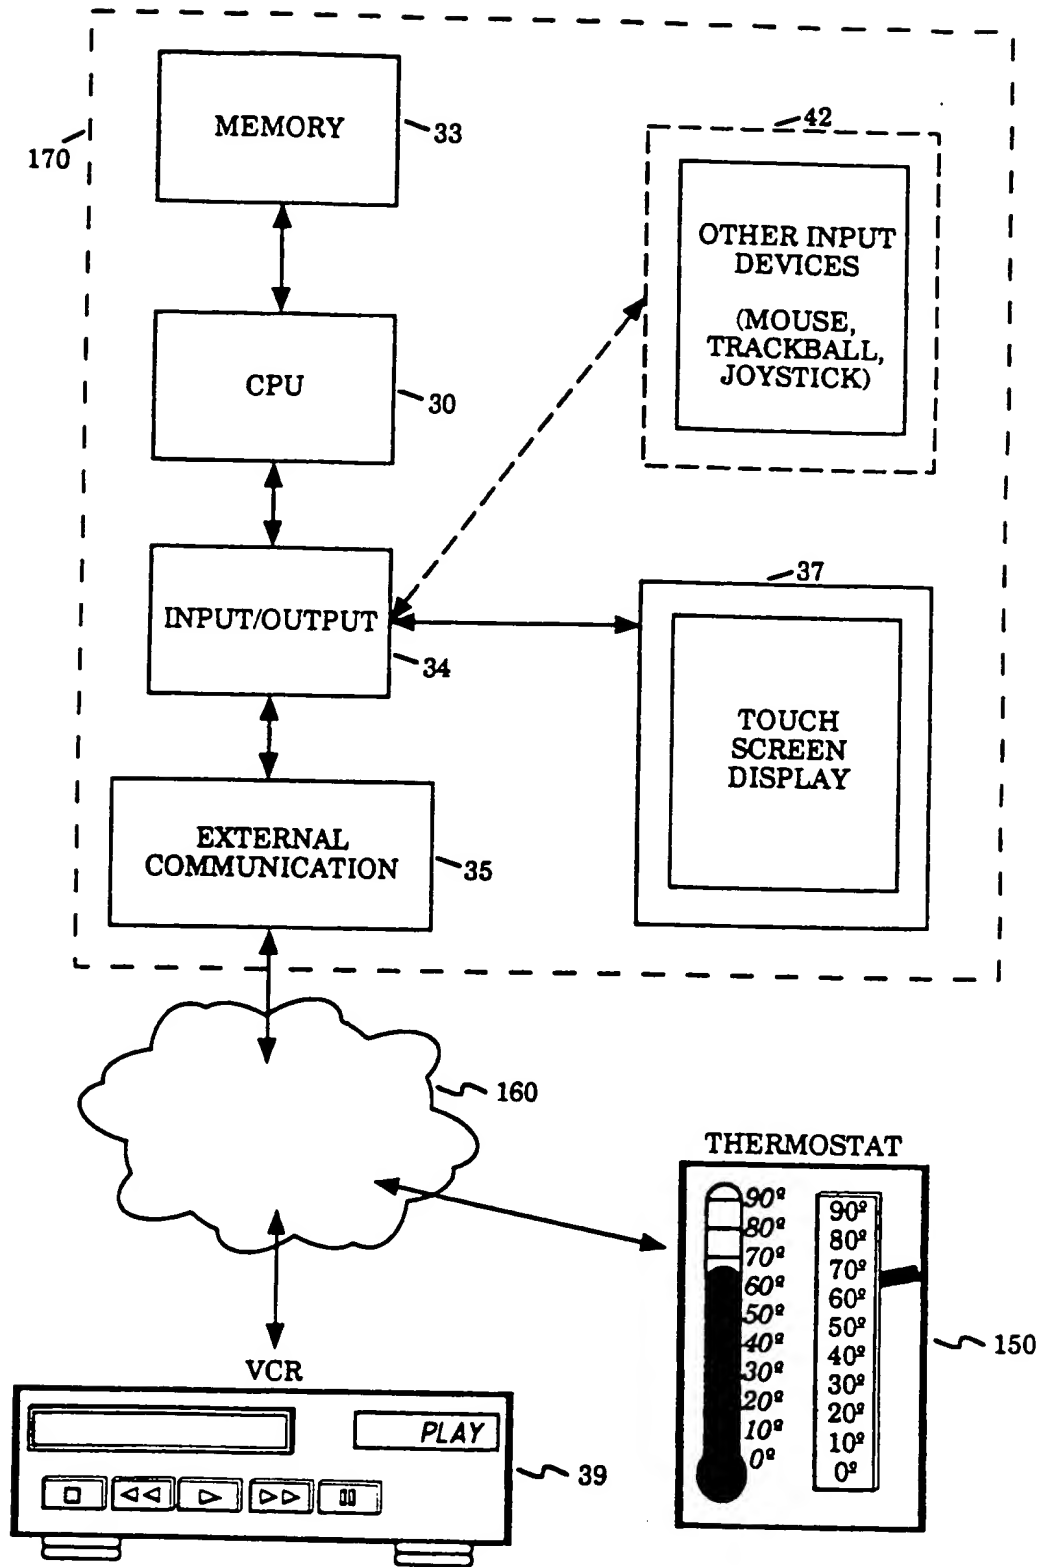 170
MEMORY
33
42
OTHER INPUT
DEVICES
(MOUSE,
TRACKBALL,
JOYSTICK)
CPU
30
INPUT/OUTPUT
34
37
TOUCH
SCREEN
DISPLAY
EXTERNAL
COMMUNICATION
35
160
THERMOSTAT
90º
80º
70º
60º
50º
40º
30º
20º
10º
0º
90º
80º
70º
60º
50º
40º
30º
20º
10º
0º
150
VCR
PLAY
39